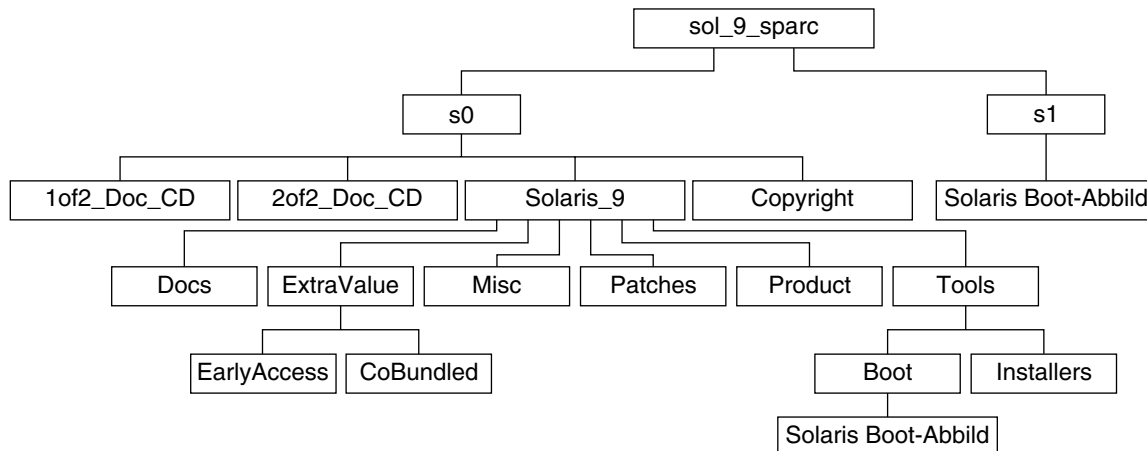 sol_9_sparc
s0
s1
1of2_Doc_CD
2of2_Doc_CD
Solaris_9
Copyright
Solaris Boot-Abbild
Docs
ExtraValue
Misc
Patches
Product
Tools
EarlyAccess
CoBundled
Boot
Installers
Solaris Boot-Abbild